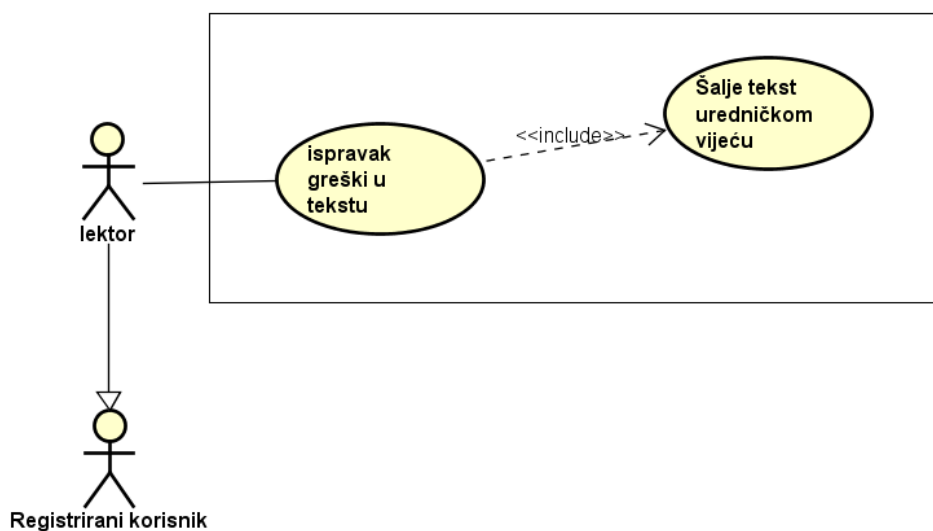 Šalje tekst
uredničkom
vijeću
<<include>>
ispravak
greški u
tekstu
lektor
Registrirani korisnik